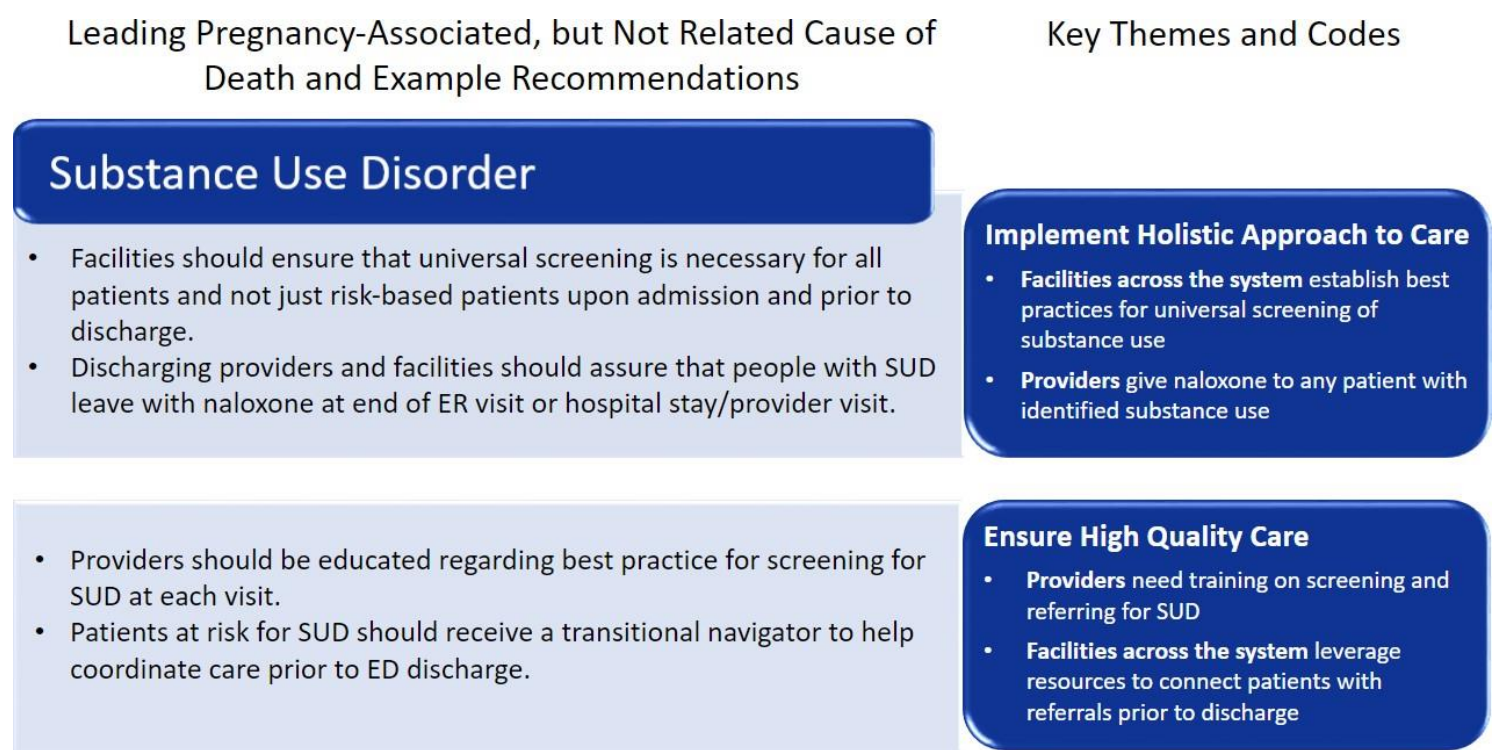 Leading Pregnancy-Associated, but Not Related Cause of
Death and Example Recommendations
Key Themes and Codes
Substance Use Disorder
• Facilities should ensure that universal screening is necessary for all
patients and not just risk-based patients upon admission and prior to
discharge.
• Discharging providers and facilities should assure that people with SUD
leave with naloxone at end of ER visit or hospital stay/provider visit.
Implement Holistic Approach to Care
• Facilities across the system establish best
practices for universal screening of
substance use
• Providers give naloxone to any patient with
identified substance use
• Providers should be educated regarding best practice for screening for
SUD at each visit.
• Patients at risk for SUD should receive a transitional navigator to help
coordinate care prior to ED discharge.
Ensure High Quality Care
• Providers need training on screening and
referring for SUD
• Facilities across the system leverage
resources to connect patients with
referrals prior to discharge